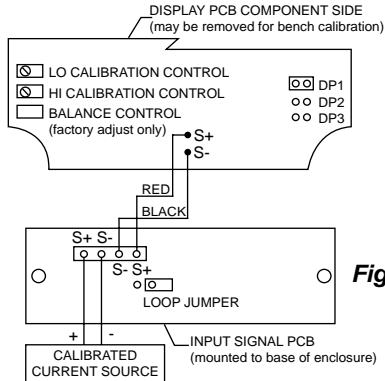 DISPLAY PCB COMPONENT SIDE
(may be removed for bench calibration)
LO CALIBRATION CONTROL
HI CALIBRATION CONTROL
BALANCE CONTROL
(factory adjust only)
DP1
DP2
DP3
S+
S-
RED
BLACK
S+ S-
S- S+
LOOP JUMPER
Fig
+ -
INPUT SIGNAL PCB
(mounted to base of enclosure)
CALIBRATED
CURRENT SOURCE